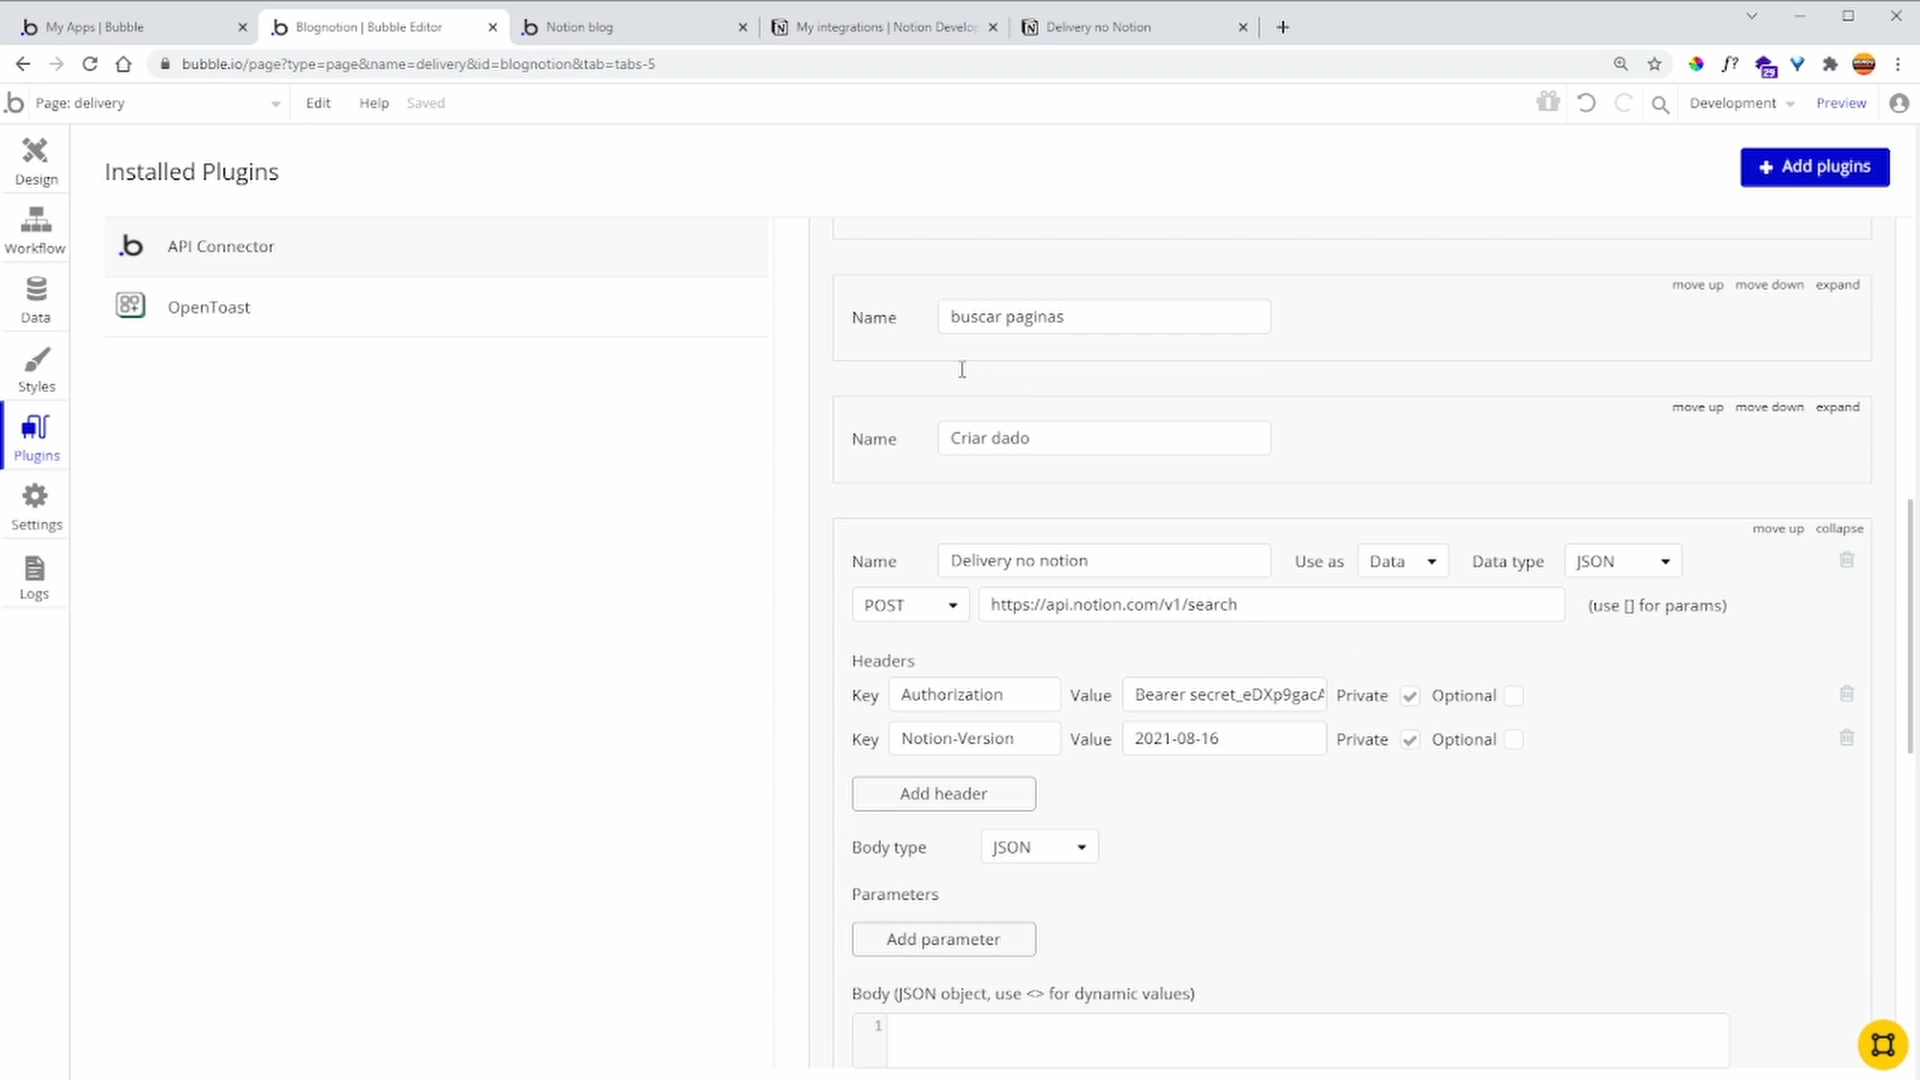 My Apps | Bubble
Blognotion | Bubble Editor
Notion blog
My integrations | Notion Develo
Delivery no Notion
bubble.io/page?type=page&name=delivery&id=blognotion&tab=tabs-5
29
Page: delivery
Edit
Help
Saved
Development
Preview
Design
Workflow
Data
Styles
Plugins
Settings
Logs
Installed Plugins
Add plugins
API Connector
OpenToast
move up move down expand
Name buscar paginas
move up move down expand
Name Criar dado
move up collapse
Name Delivery no notion Use as Data Data type JSON
POST https://api.notion.com/v1/search (use [] for params)
Headers
Key Authorization Value Bearer secret_eDXp9gacA Private Optional
Key Notion-Version Value 2021-08-16 Private Optional
Add header
Body type JSON
Parameters
Add parameter
Body (JSON object, use <> for dynamic values)
1